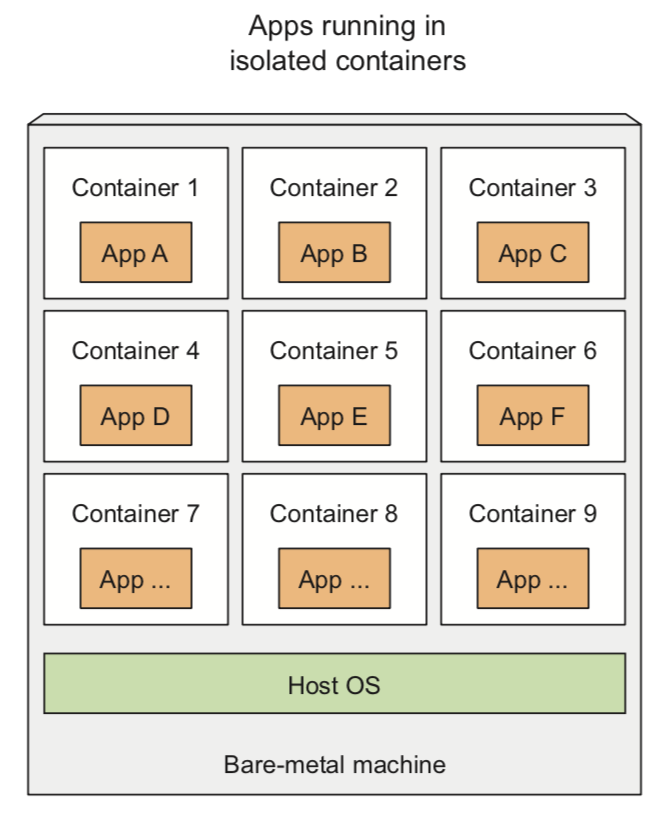 Apps running in
isolated containers
Container 1
Container 2
Container 3
App A
App B
App C
Container 4
Container 5
Container 6
App D
App E
App F
Container 7
Container 8
Container 9
App ...
App ...
App ...
Host OS
Bare-metal machine